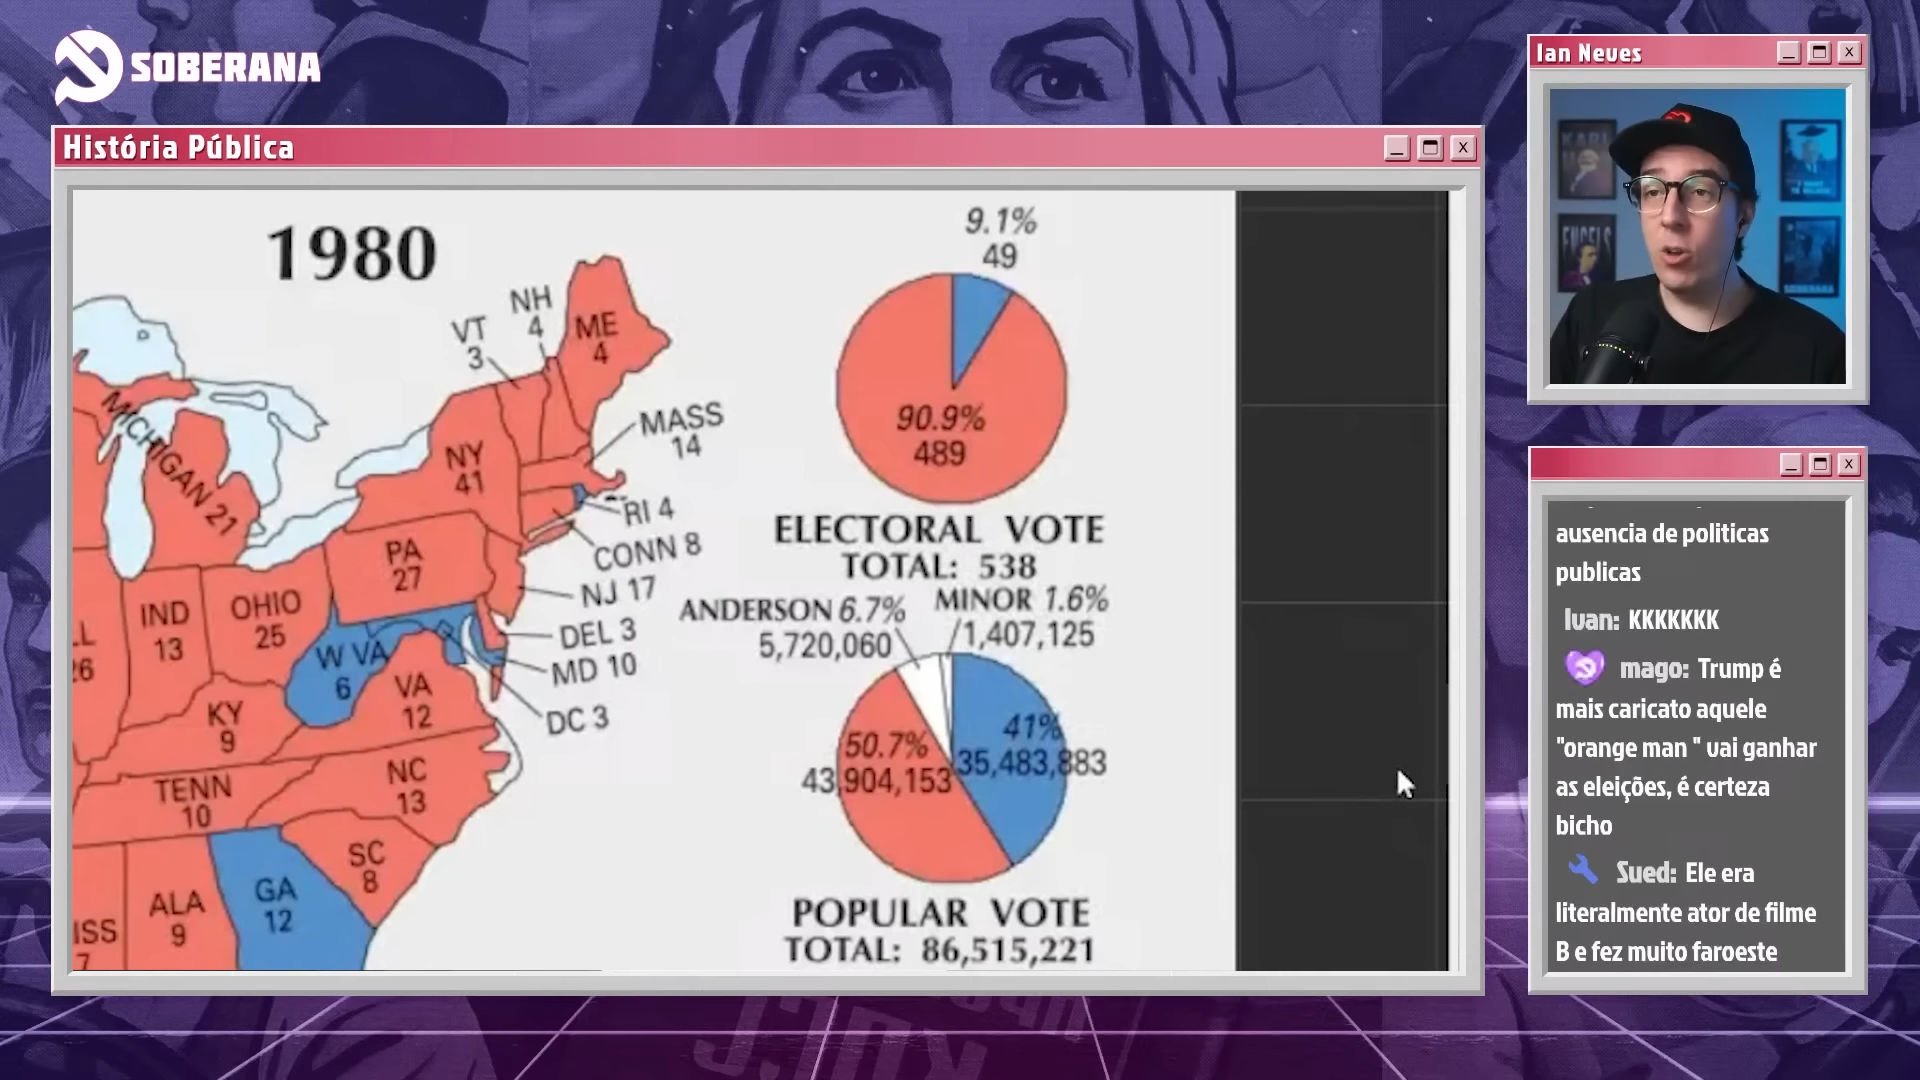 SOBERANA
História Pública
1980
9.1%
49
90.9%
489
ELECTORAL VOTE
TOTAL: 538
ANDERSON 6.7%
5,720,060
MINOR 1.6%
1,407,125
41%
35,483,883
50.7%
43,904,153
POPULAR VOTE
TOTAL: 86,515,221
NH
4
VT
3
ME
4
MASS
14
NY
41
RI 4
CONN 8
NJ 17
DEL 3
MD 10
DC 3
MICHIGAN 21
PA
27
OHIO
25
IND
13
W VA
6
VA
12
KY
9
NC
13
TENN
10
SC
8
GA
12
ALA
9
ISS
7
L
26
Ian Neves
KARL
ENGELS
SOBERANA
ausencia de politicas
publicas
Iuan: KKKKKKK
mago: Trump é
mais caricato aquele
"orange man " vai ganhar
as eleições, é certeza
bicho
Sued: Ele era
literalmente ator de filme
B e fez muito faroeste